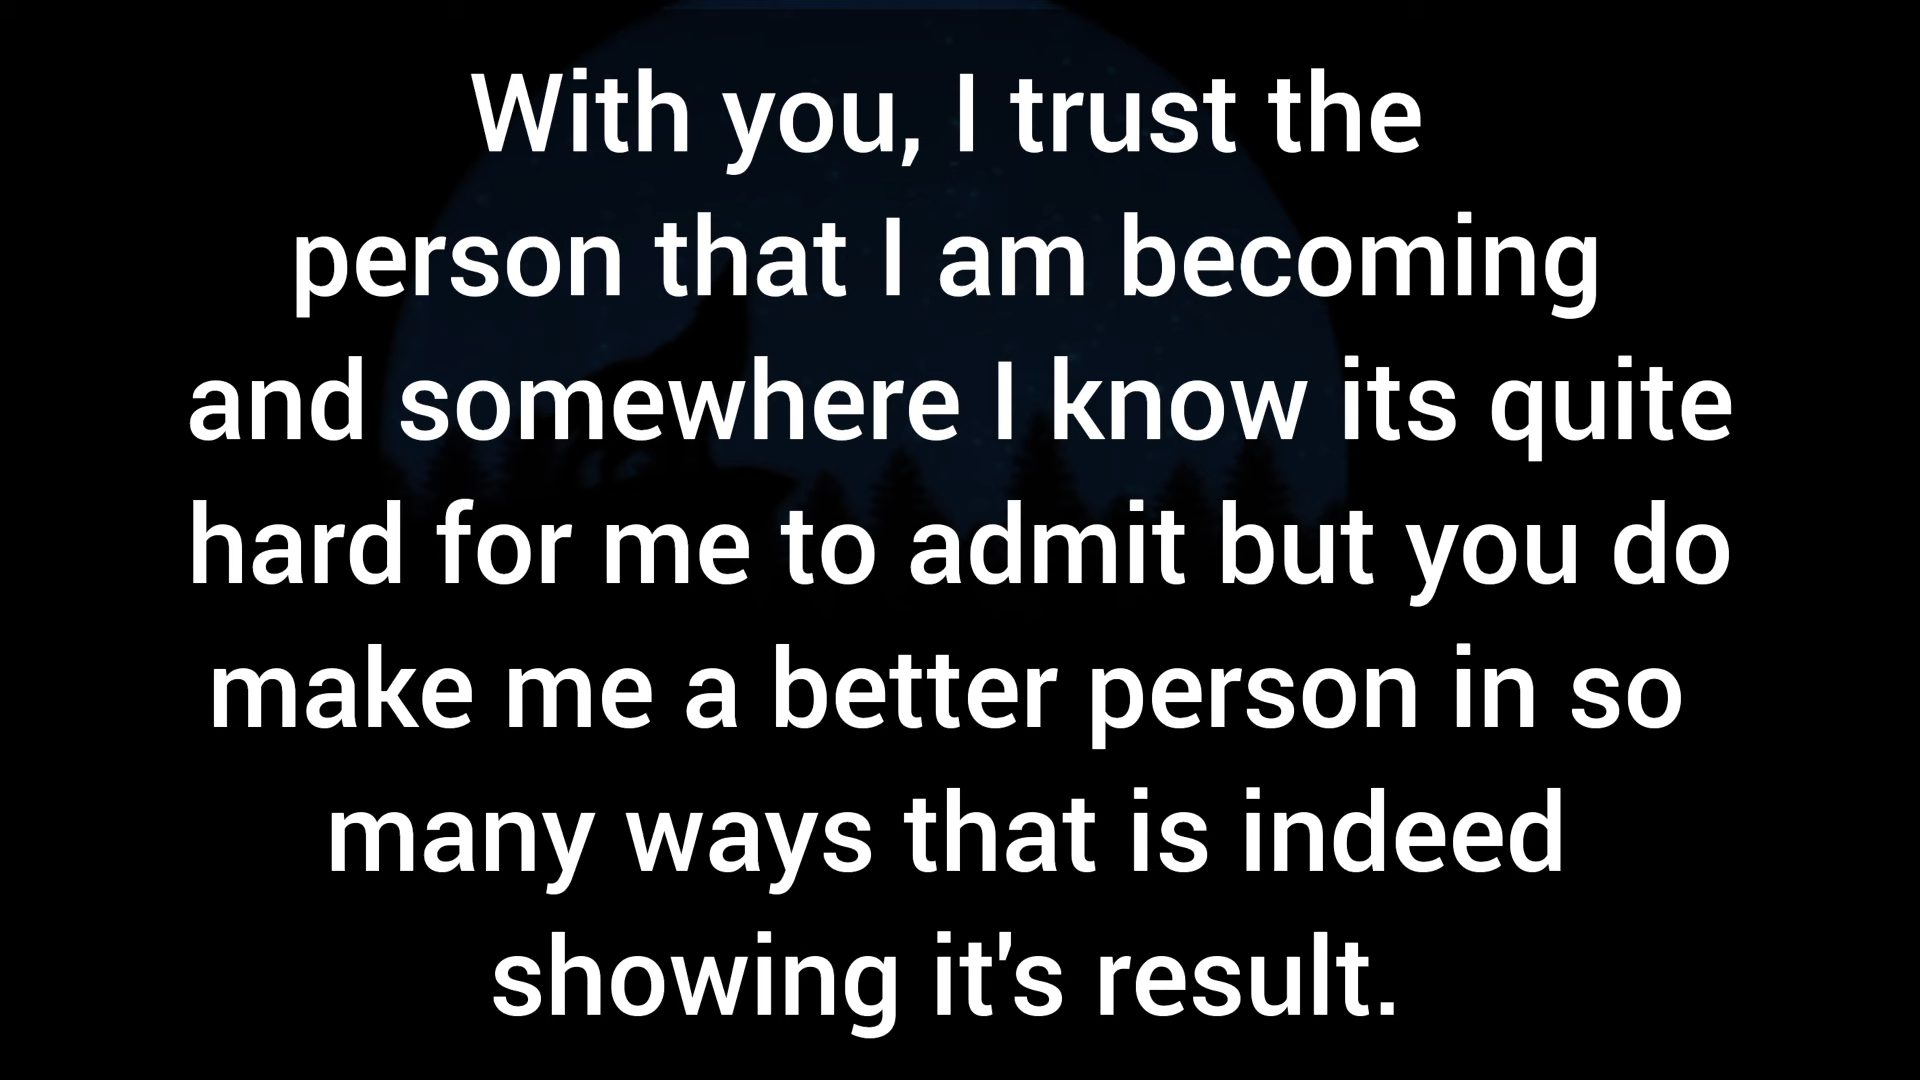 With you, I trust the
person that I am becoming
and somewhere I know its quite
hard for me to admit but you do
make me a better person in so
many ways that is indeed
showing it's result.